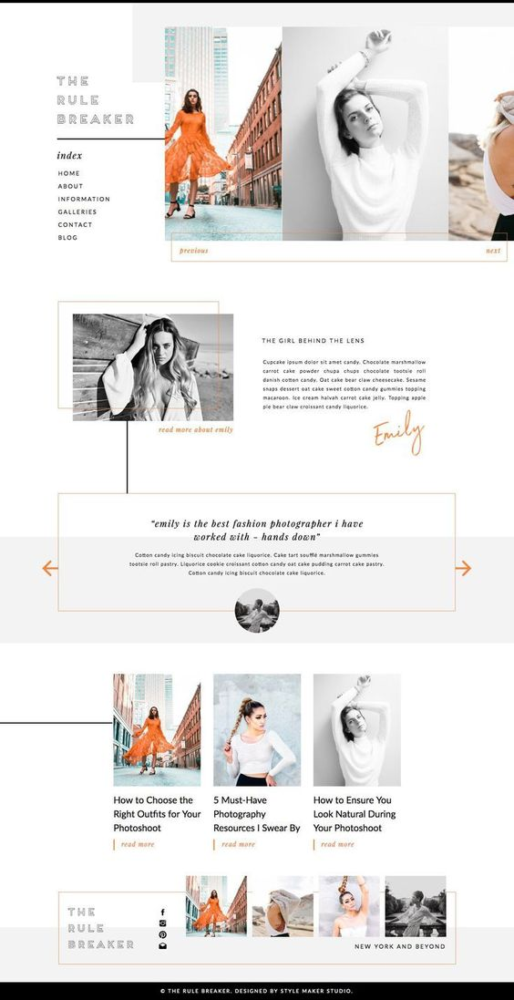 THE
RULE
BREAKER
index
HOME
ABOUT
INFORMATION
GALLERIES
CONTACT
BLOG
previous
next
THE GIRL BEHIND THE LENS
Cupcake ipsum dolor sit amet candy. Chocolate marshmallow
carrot cake powder chupa chups chocolate tootsie roll
danish cotton candy. Oat cake bear claw cheesecake. Sesame
snaps dessert oat cake sweet cotton candy gummies topping
macaroon. Ice cream halvah carrot cake jelly. Topping apple
pie bear claw croissant candy liquorice.
read more about emily
Emily
“emily is the best fashion photographer i have
worked with – hands down”
Cotton candy icing biscuit chocolate cake liquorice. Cake tart soufflé marshmallow gummies
tootsie roll pastry. Liquorice cookie croissant cotton candy oat cake pudding carrot cake pastry.
Cotton candy icing biscuit chocolate cake liquorice.
How to Choose the
Right Outfits for Your
Photoshoot
read more
5 Must-Have
Photography
Resources I Swear By
read more
How to Ensure You
Look Natural During
Your Photoshoot
read more
THE
RULE
BREAKER
NEW YORK AND BEYOND
© THE RULE BREAKER. DESIGNED BY STYLE MAKER STUDIO.